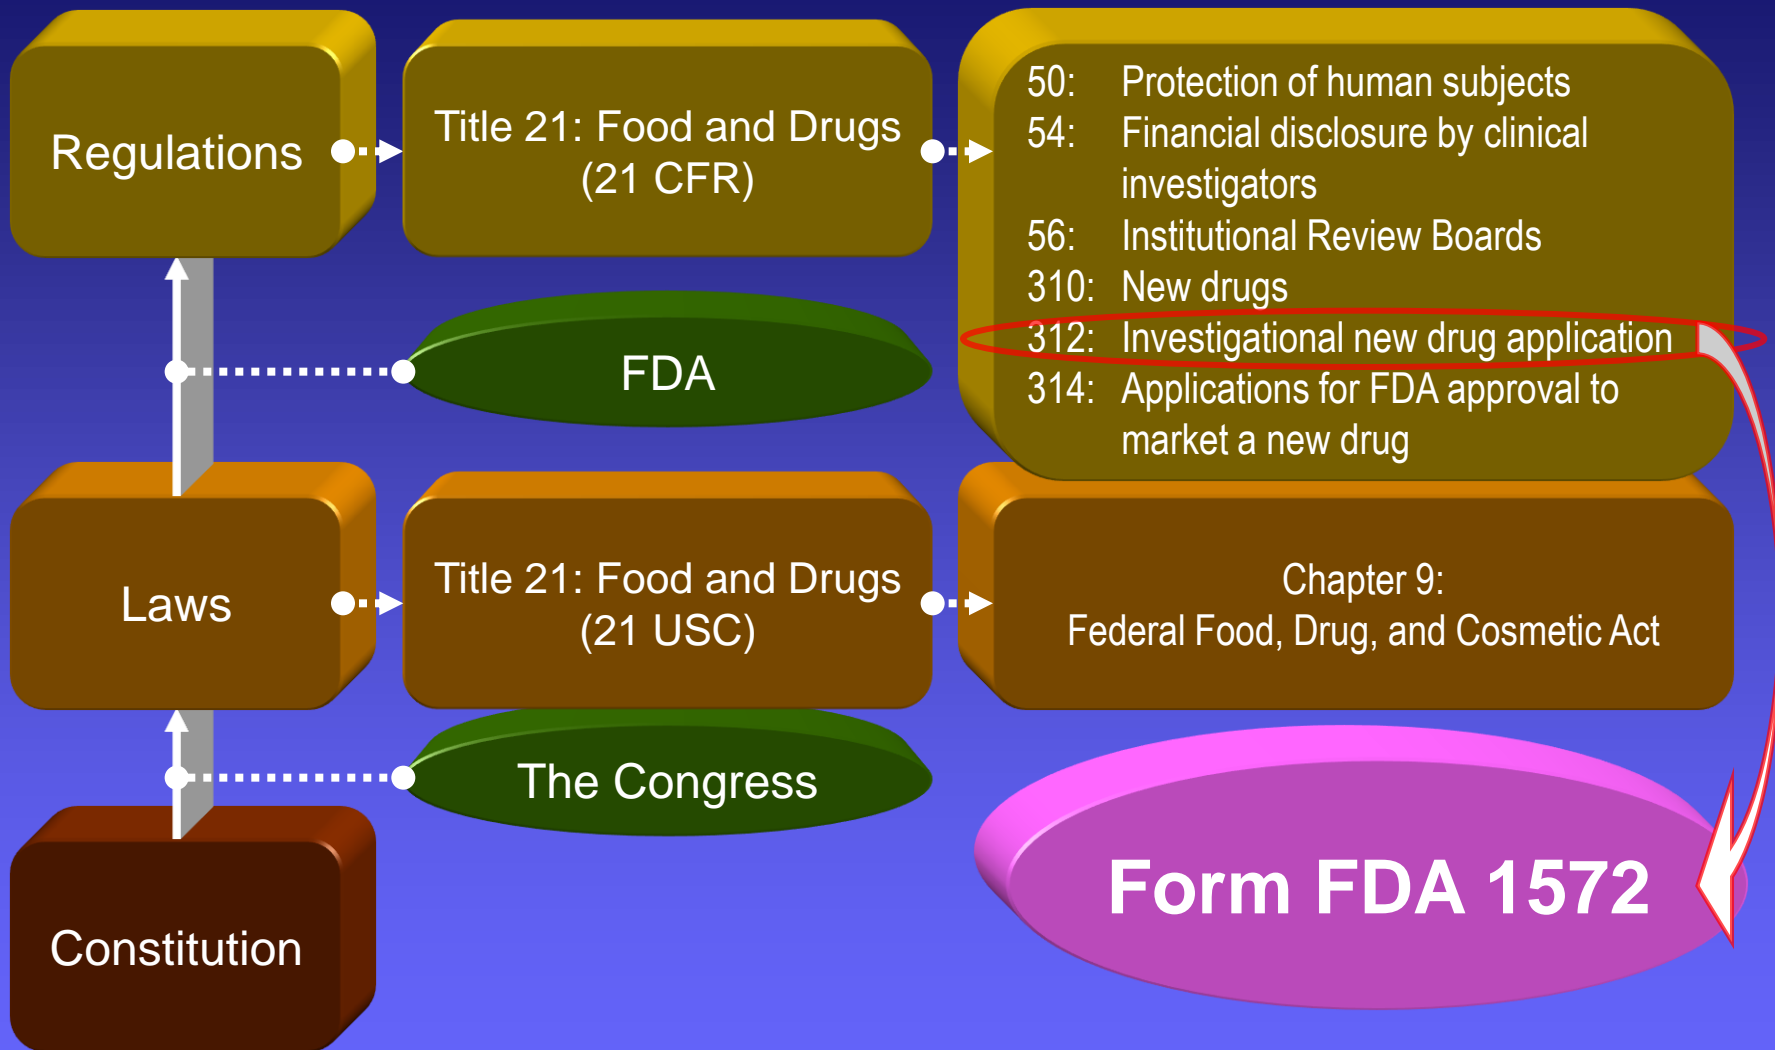 Regulations
Title 21: Food and Drugs
(21 CFR)
50: Protection of human subjects
54: Financial disclosure by clinical
investigators
56: Institutional Review Boards
310: New drugs
312: Investigational new drug application
314: Applications for FDA approval to
market a new drug
FDA
Laws
Title 21: Food and Drugs
(21 USC)
Chapter 9:
Federal Food, Drug, and Cosmetic Act
The Congress
Form FDA 1572
Constitution